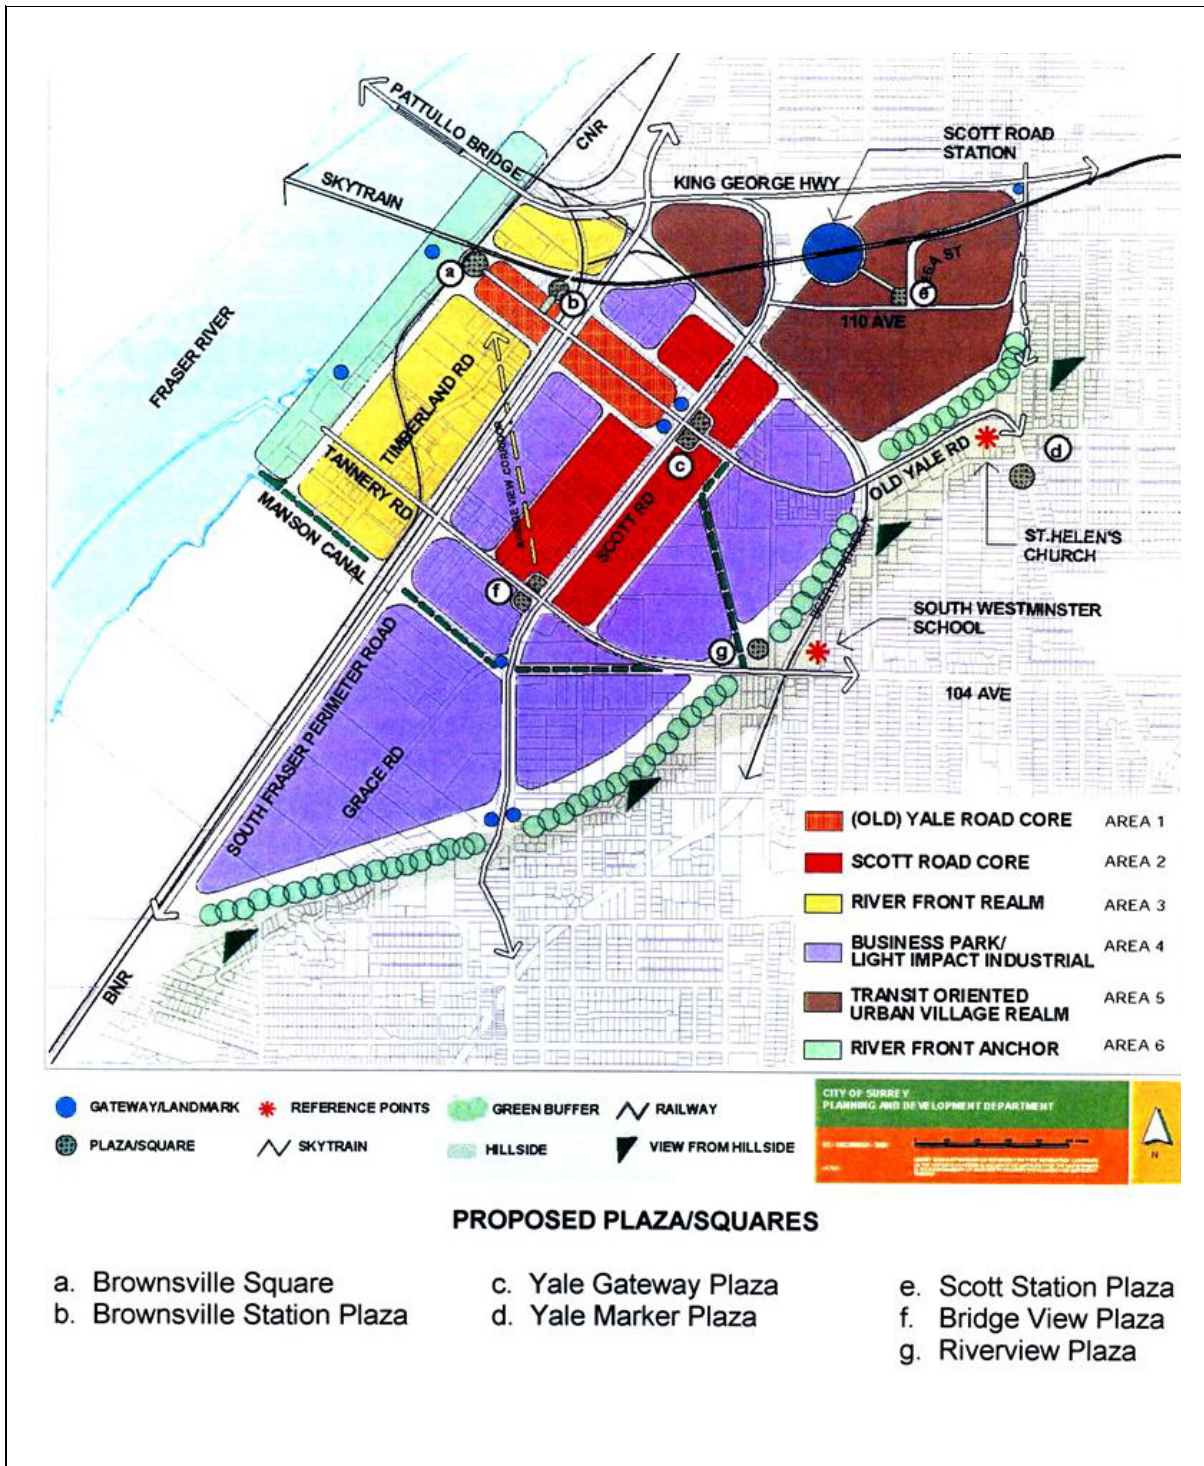 PATTULLO BRIDGE
CNR
SKYTRAIN
SCOTT ROAD
STATION
KING GEORGE HWY
a
b
e
ST
110 AVE
FRASER RIVER
TIMBERLAND RD
TANNERY RD
MANSON CANAL
VIEW CORRIDOR
c
SCOTT RD
OLD YALE RD
d
ST.HELEN'S
CHURCH
f
g
SOUTH WESTMINSTER
SCHOOL
104 AVE
SOUTH FRASER PERIMETER ROAD
GRACE RD
BNR
(OLD) YALE ROAD CORE AREA 1
SCOTT ROAD CORE AREA 2
RIVER FRONT REALM AREA 3
BUSINESS PARK/
LIGHT IMPACT INDUSTRIAL AREA 4
TRANSIT ORIENTED
URBAN VILLAGE REALM AREA 5
RIVER FRONT ANCHOR AREA 6
GATEWAY/LANDMARK REFERENCE POINTS GREEN BUFFER RAILWAY
PLAZA/SQUARE SKYTRAIN HILLSIDE VIEW FROM HILLSIDE
CITY OF SURREY
PLANNING AND DEVELOPMENT DEPARTMENT
N
PROPOSED PLAZA/SQUARES
a. Brownsville Square
b. Brownsville Station Plaza
c. Yale Gateway Plaza
d. Yale Marker Plaza
e. Scott Station Plaza
f. Bridge View Plaza
g. Riverview Plaza